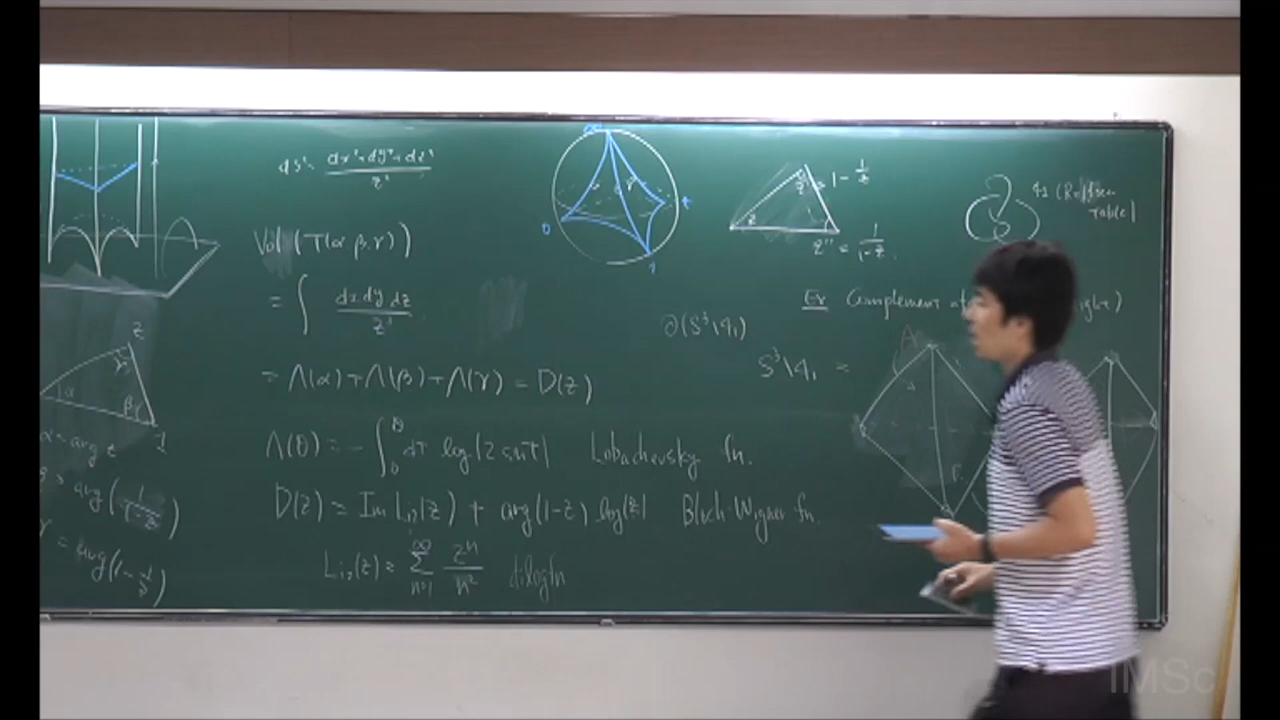 ds² = dx²+dy²+dz² / z²
Vol (T(α, β, γ))
= ∫ dx dy dz / z³
= Λ(α) + Λ(β) + Λ(γ) = D(z)
Λ(θ) = - ∫₀^θ dt log|2 sin t| Lobachevsky fn.
D(z) = Im Li₂(z) + arg(1-z) log|z| Bloch-Wigner fn.
Li₂(z) = ∑_{n=1}^{∞} zⁿ / n² dilog fn
z
γ
α
β
1
α = arg z
arg(1/(1-z))
γ = arg(1-1/z)
∞
0
z
1
z
z' = 1 - 1/z
z'' = 1/(1-z)
4₁ (Rolfsen
Table)
Ex Complement
∂(S³\4₁)
S³\4₁ =
A
IMSc